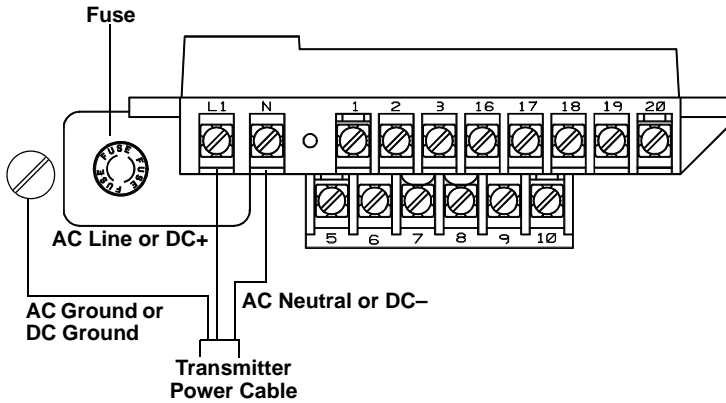 Fuse
L1 N 1 2 3 16 17 18 19 20
FUSE FUSE FUSE
5 6 7 8 9 10
AC Line or DC+
AC Ground or
DC Ground
AC Neutral or DC–
Transmitter
Power Cable